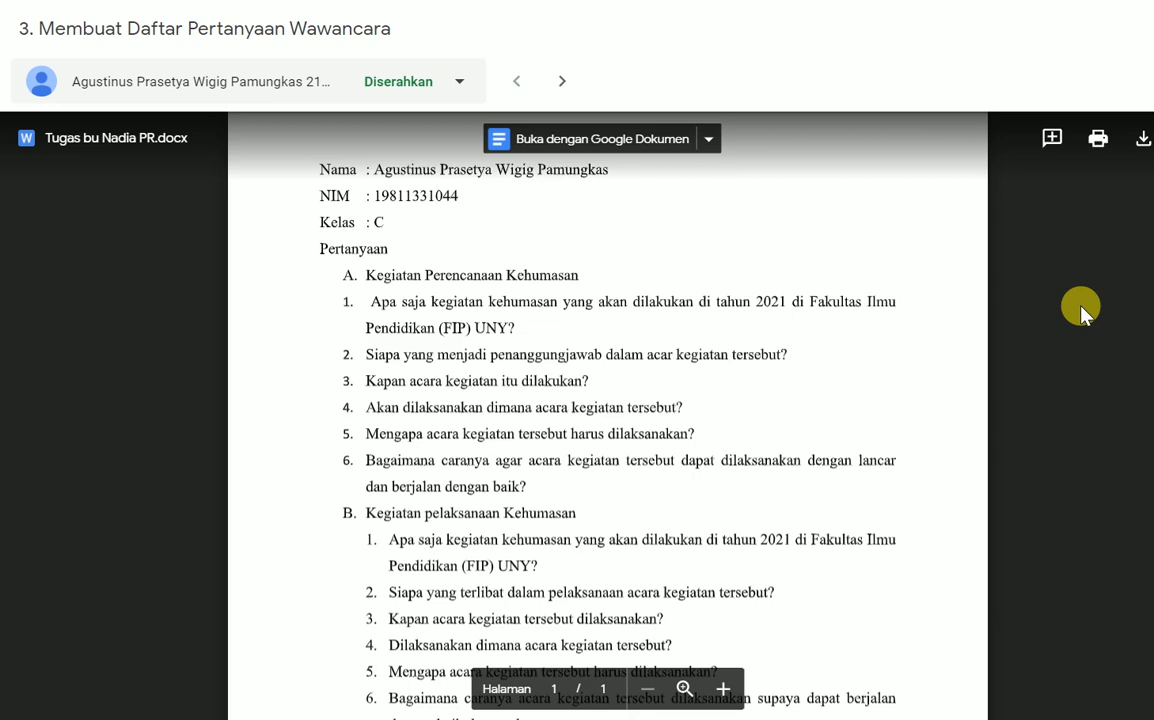 3. Membuat Daftar Pertanyaan Wawancara
Agustinus Prasetya Wigig Pamungkas 21...
Diserahkan
W Tugas bu Nadia PR.docx
Buka dengan Google Dokumen
Nama : Agustinus Prasetya Wigig Pamungkas
NIM : 19811331044
Kelas : C
Pertanyaan
A. Kegiatan Perencanaan Kehumasan
1. Apa saja kegiatan kehumasan yang akan dilakukan di tahun 2021 di Fakultas Ilmu
Pendidikan (FIP) UNY?
2. Siapa yang menjadi penanggungjawab dalam acar kegiatan tersebut?
3. Kapan acara kegiatan itu dilakukan?
4. Akan dilaksanakan dimana acara kegiatan tersebut?
5. Mengapa acara kegiatan tersebut harus dilaksanakan?
6. Bagaimana caranya agar acara kegiatan tersebut dapat dilaksanakan dengan lancar
dan berjalan dengan baik?
B. Kegiatan pelaksanaan Kehumasan
1. Apa saja kegiatan kehumasan yang akan dilakukan di tahun 2021 di Fakultas Ilmu
Pendidikan (FIP) UNY?
2. Siapa yang terlibat dalam pelaksanaan acara kegiatan tersebut?
3. Kapan acara kegiatan tersebut dilaksanakan?
4. Dilaksanakan dimana acara kegiatan tersebut?
5. Mengapa acara kegiatan tersebut harus dilaksanakan?
6. Bagaimana caranya acara kegiatan tersebut dilaksanakan supaya dapat berjalan
Halaman 1 / 1